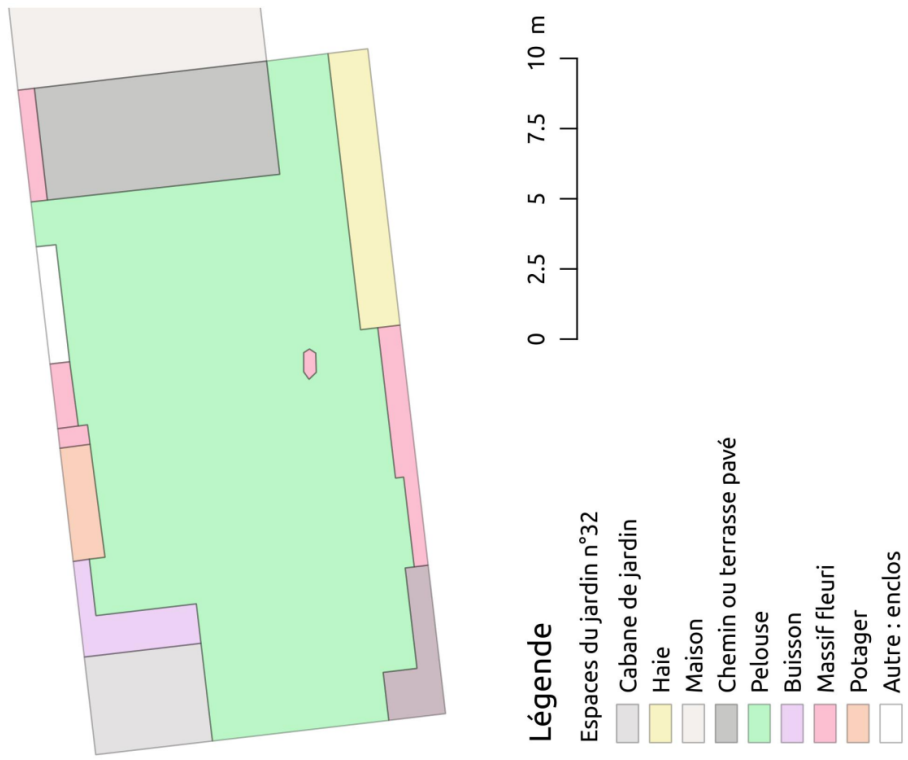 Légende
Espaces du jardin n°32
Cabane de jardin
Haie
Maison
Chemin ou terrasse pavé
Pelouse
Buisson
Massif fleuri
Potager
Autre : enclos
0 2.5 5 7.5 10 m